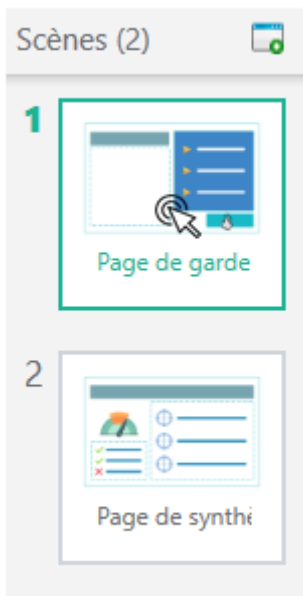 Scènes (2)
1
Page de garde
2
Page de synthè